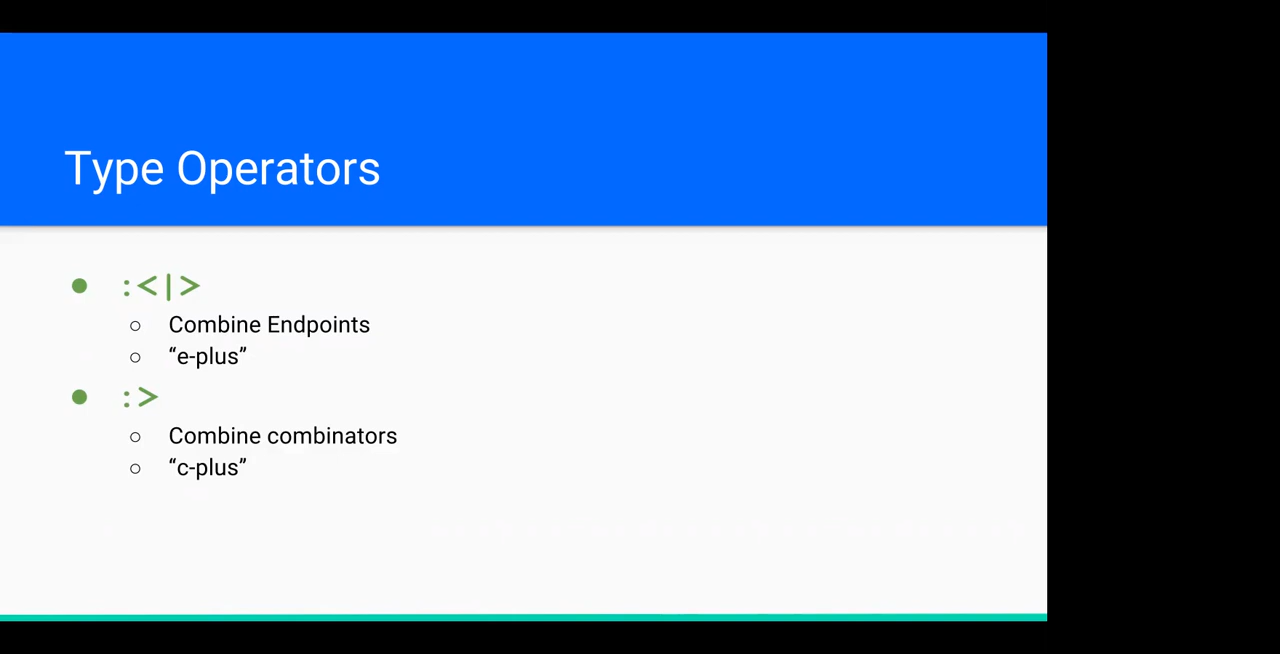 Type Operators
● :<|>
○ Combine Endpoints
○ “e-plus”
● :>
○ Combine combinators
○ “c-plus”